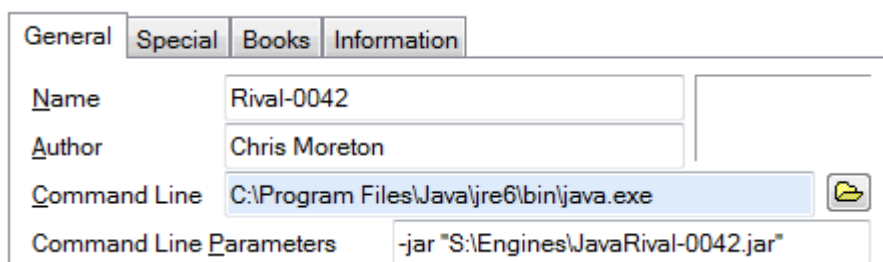 General Special Books Information
Name Rival-0042
Author Chris Moreton
Command Line C:\Program Files\Java\jre6\bin\java.exe
Command Line Parameters -jar "S:\Engines\JavaRival-0042.jar"